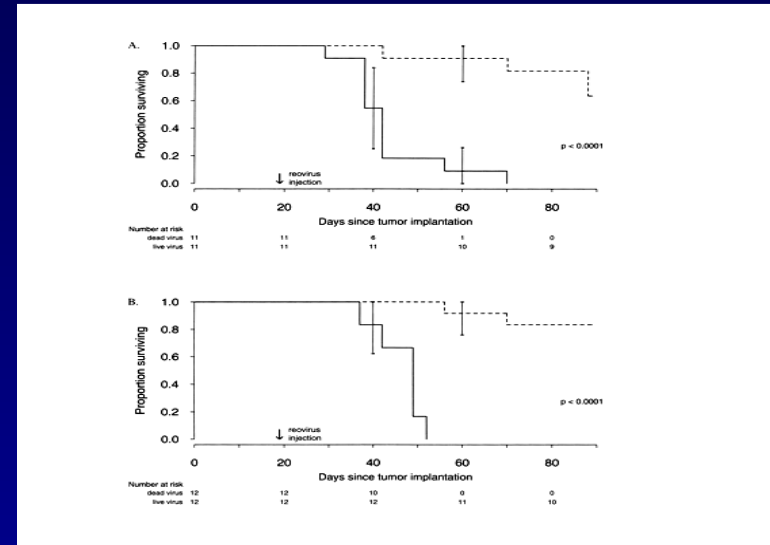 A.
Proportion surviving
1.0
0.8
0.6
0.4
0.2
0.0
p < 0.0001
reovirus
injection
0 20 40 60 80
Days since tumor implantation
Number at risk
dead virus 11 11 6 1 0
live virus 11 11 11 10 9
B.
Proportion surviving
1.0
0.8
0.6
0.4
0.2
0.0
p < 0.0001
reovirus
injection
0 20 40 60 80
Days since tumor implantation
Number at risk
dead virus 12 12 10 0 0
live virus 12 12 12 11 10